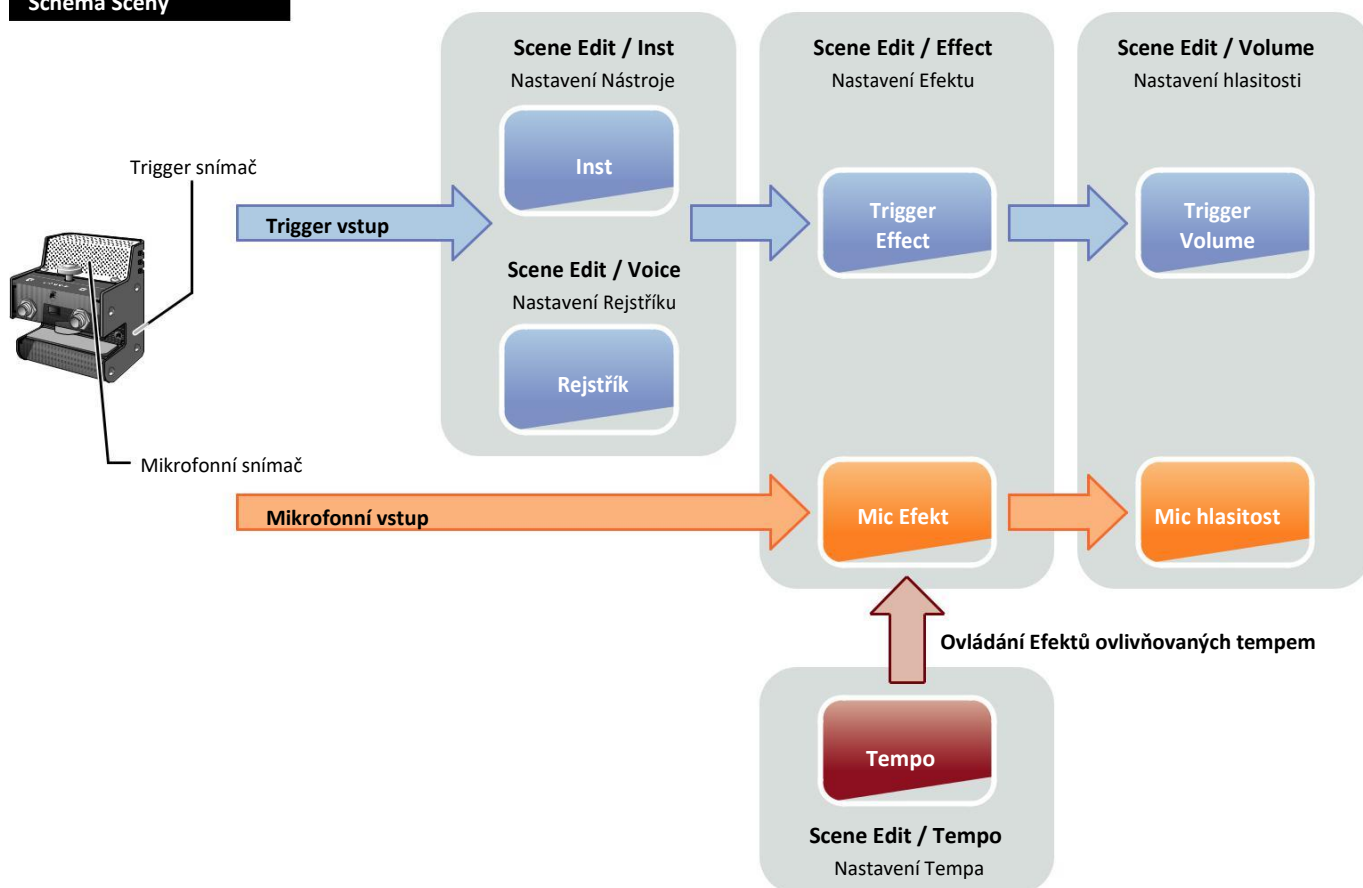 Schéma Scény
Scene Edit / Inst
Nastavení Nástroje
Inst
Scene Edit / Voice
Nastavení Rejstříku
Rejstřík
Scene Edit / Effect
Nastavení Efektu
Trigger
Effect
Mic Efekt
Scene Edit / Volume
Nastavení hlasitosti
Trigger
Volume
Mic hlasitost
Trigger snímač
Trigger vstup
Mikrofonní snímač
Mikrofonní vstup
Ovládání Efektů ovlivňovaných tempem
Tempo
Scene Edit / Tempo
Nastavení Tempa